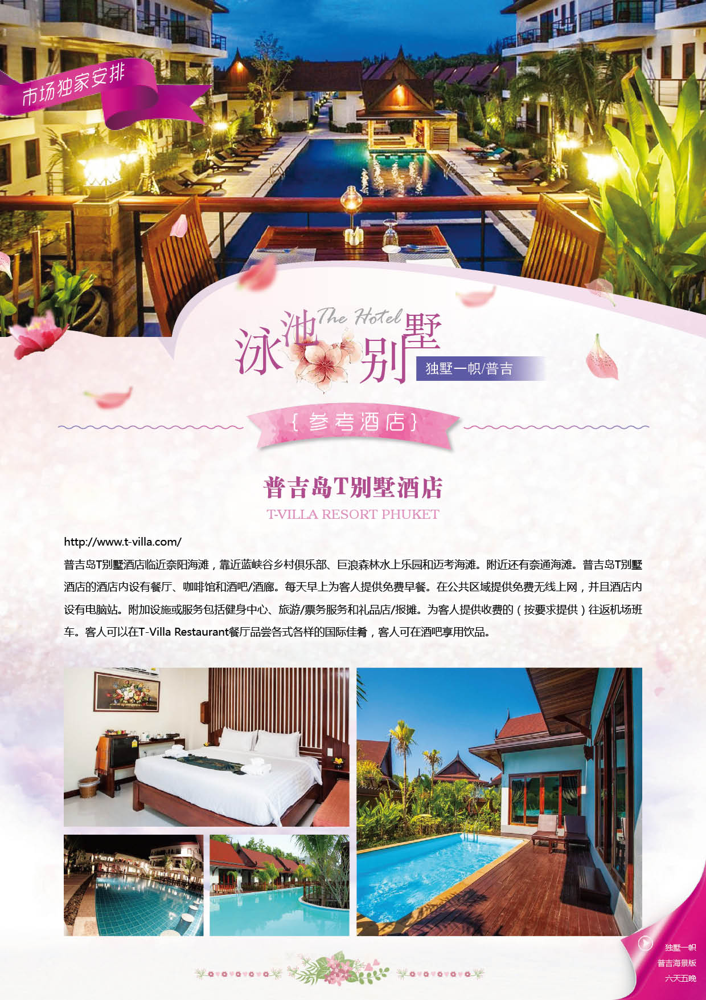 市场独家安排
The Hotel
泳池别墅
独墅一帜/普吉
{ 参考酒店 }
普吉岛T别墅酒店
T-VILLA RESORT PHUKET
http://www.t-villa.com/
普吉岛T别墅酒店临近奈阳海滩，靠近蓝峡谷乡村俱乐部、巨浪森林水上乐园和迈考海滩。附近还有奈通海滩。普吉岛T别墅
酒店的酒店内设有餐厅、咖啡馆和酒吧/酒廊。每天早上为客人提供免费早餐。在公共区域提供免费无线上网，并且酒店内
设有电脑站。附加设施或服务包括健身中心、旅游/票务服务和礼品店/报摊。为客人提供收费的（按要求提供）往返机场班
车。客人可以在T-Villa Restaurant餐厅品尝各式各样的国际佳肴，客人可在酒吧享用饮品。
独墅一帜
普吉海景版
六天五晚